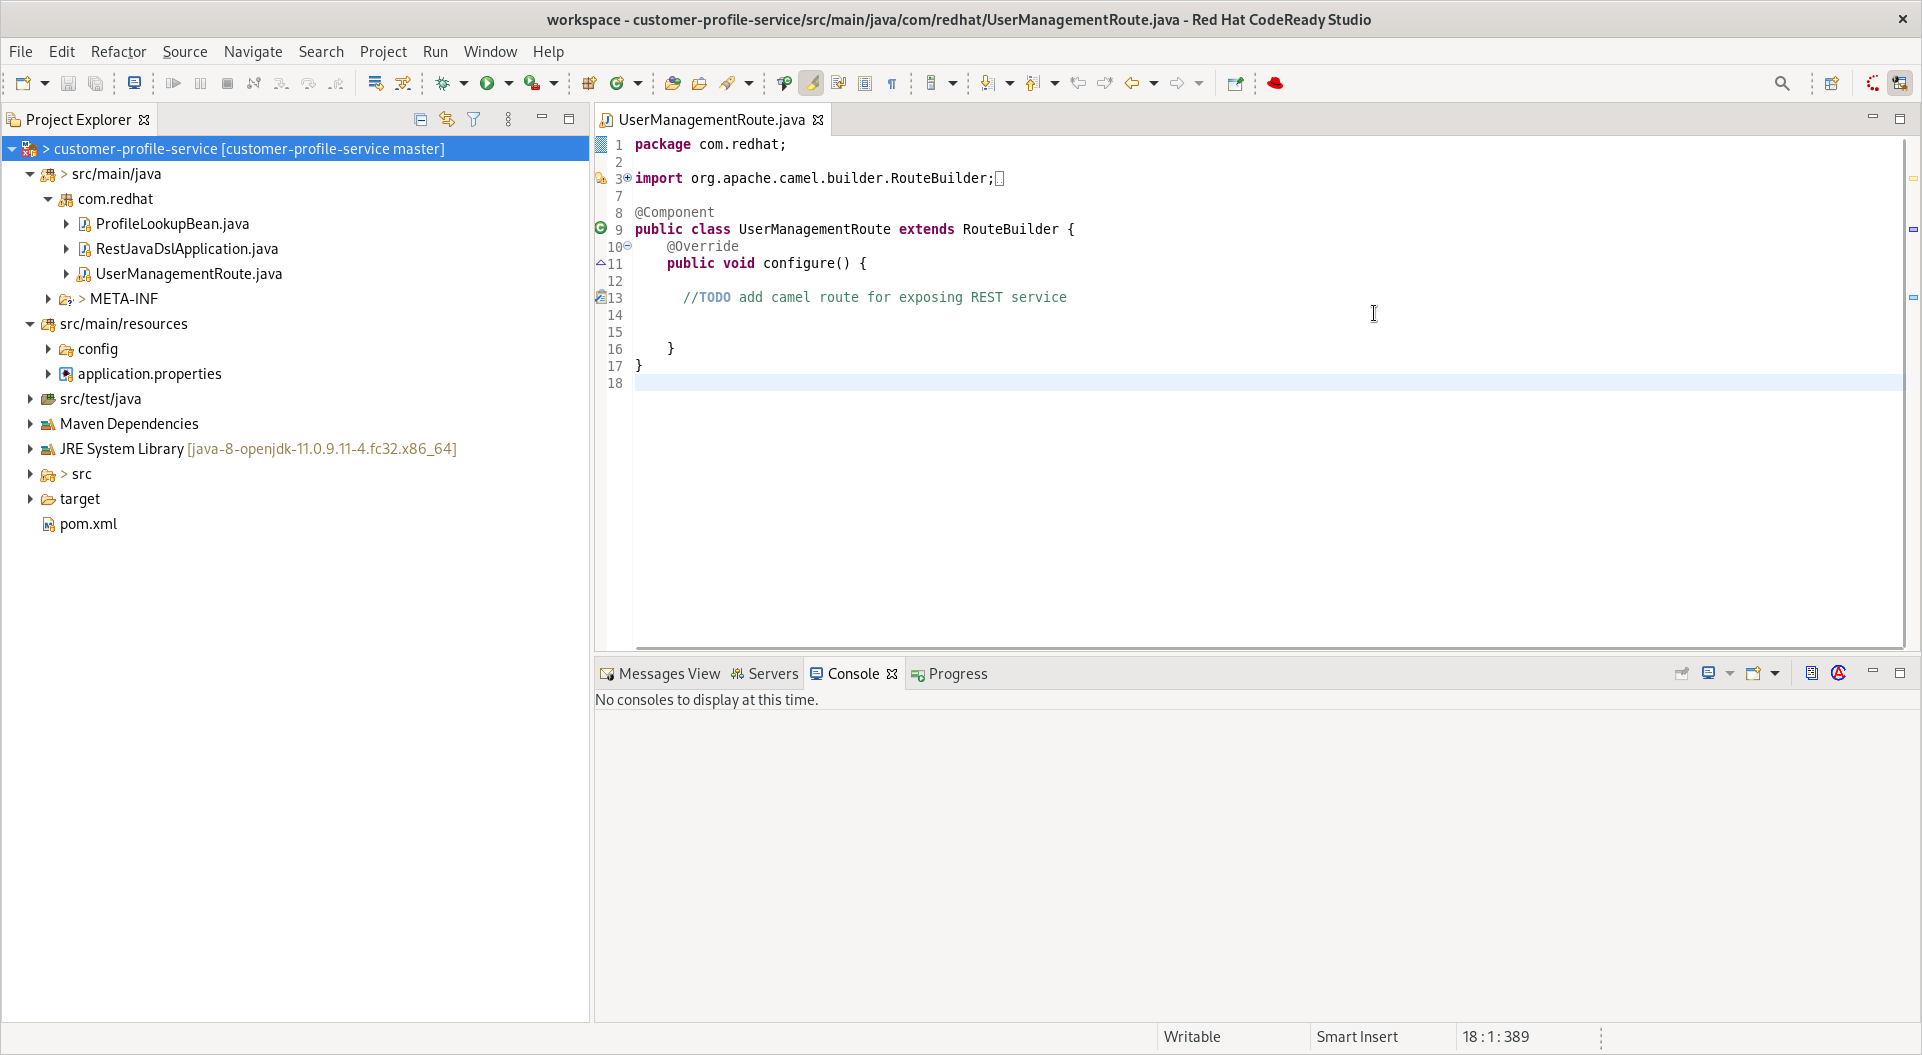 workspace - customer-profile-service/src/main/java/com/redhat/UserManagementRoute.java - Red Hat CodeReady Studio
File Edit Refactor Source Navigate Search Project Run Window Help
Project Explorer
> customer-profile-service [customer-profile-service master]
> src/main/java
com.redhat
ProfileLookupBean.java
RestJavaDslApplication.java
UserManagementRoute.java
> META-INF
src/main/resources
config
application.properties
src/test/java
Maven Dependencies
JRE System Library [java-8-openjdk-11.0.9.11-4.fc32.x86_64]
> src
target
pom.xml
UserManagementRoute.java
1 package com.redhat;
2
3 import org.apache.camel.builder.RouteBuilder;
7
8 @Component
9 public class UserManagementRoute extends RouteBuilder {
10 @Override
11 public void configure() {
12
13 //TODO add camel route for exposing REST service
14
15
16 }
17 }
18
Messages View Servers Console Progress
No consoles to display at this time.
Writable Smart Insert 18 : 1 : 389